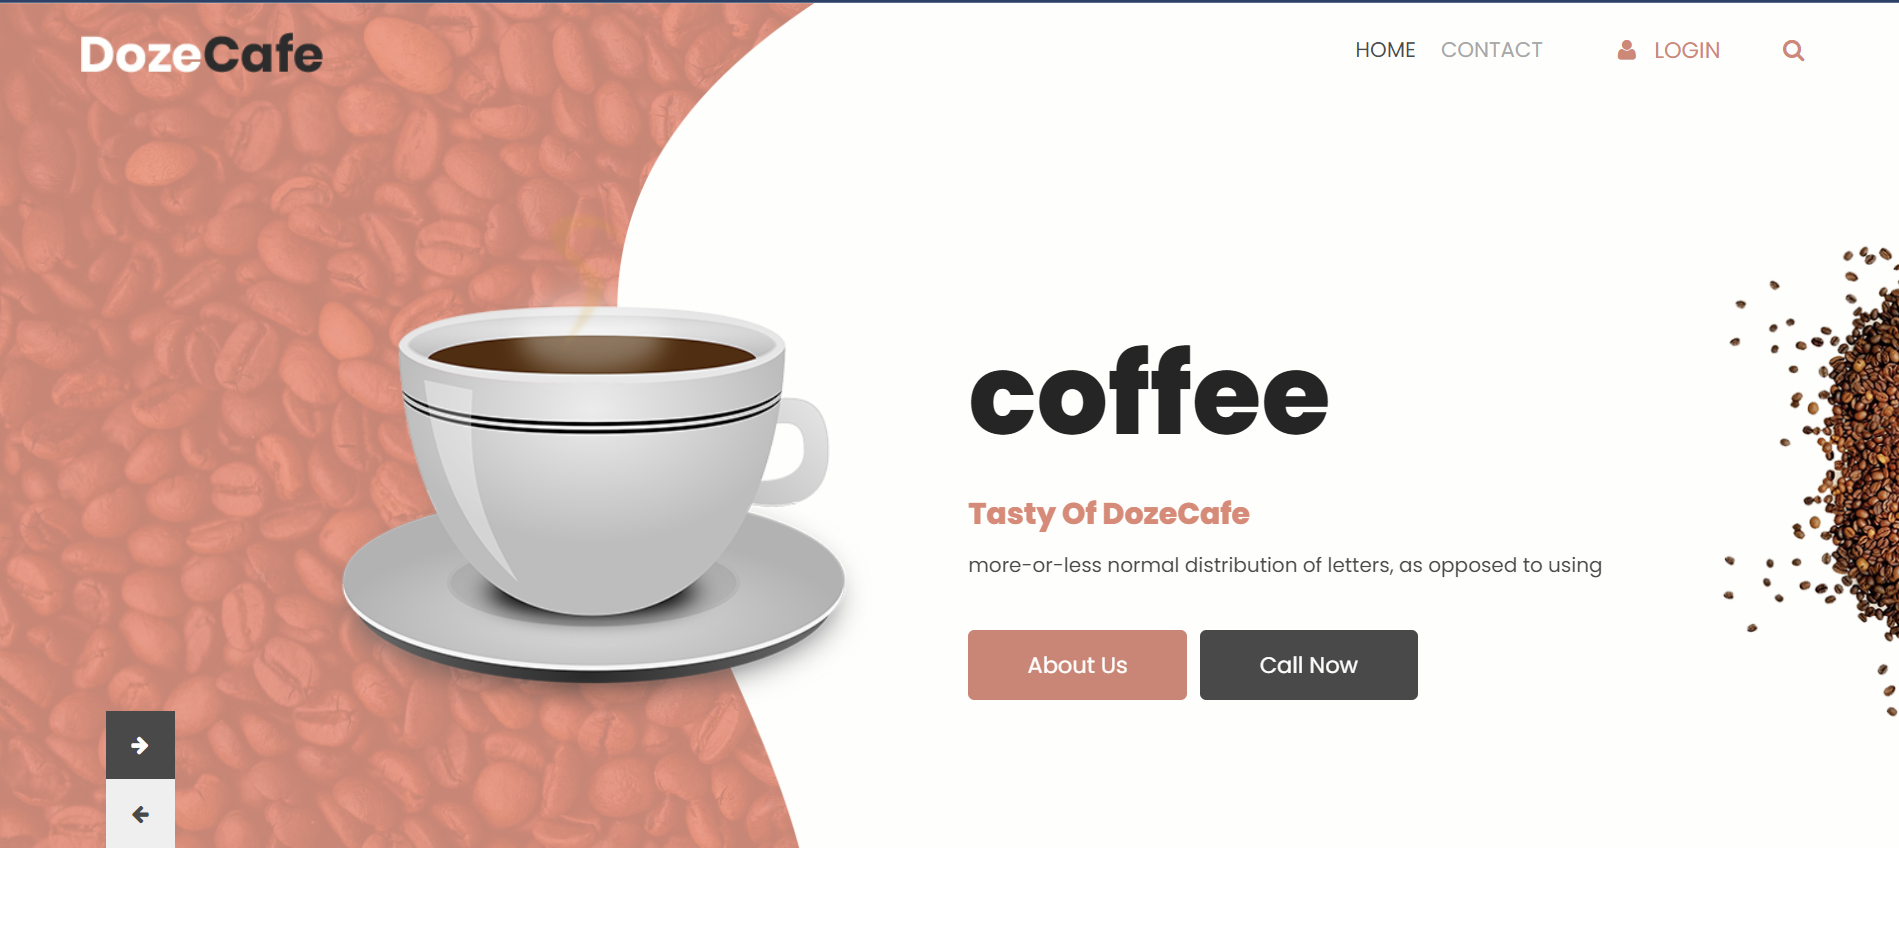 DozeCafe
HOME CONTACT LOGIN
coffee
Tasty Of DozeCafe
more-or-less normal distribution of letters, as opposed to using
About Us Call Now